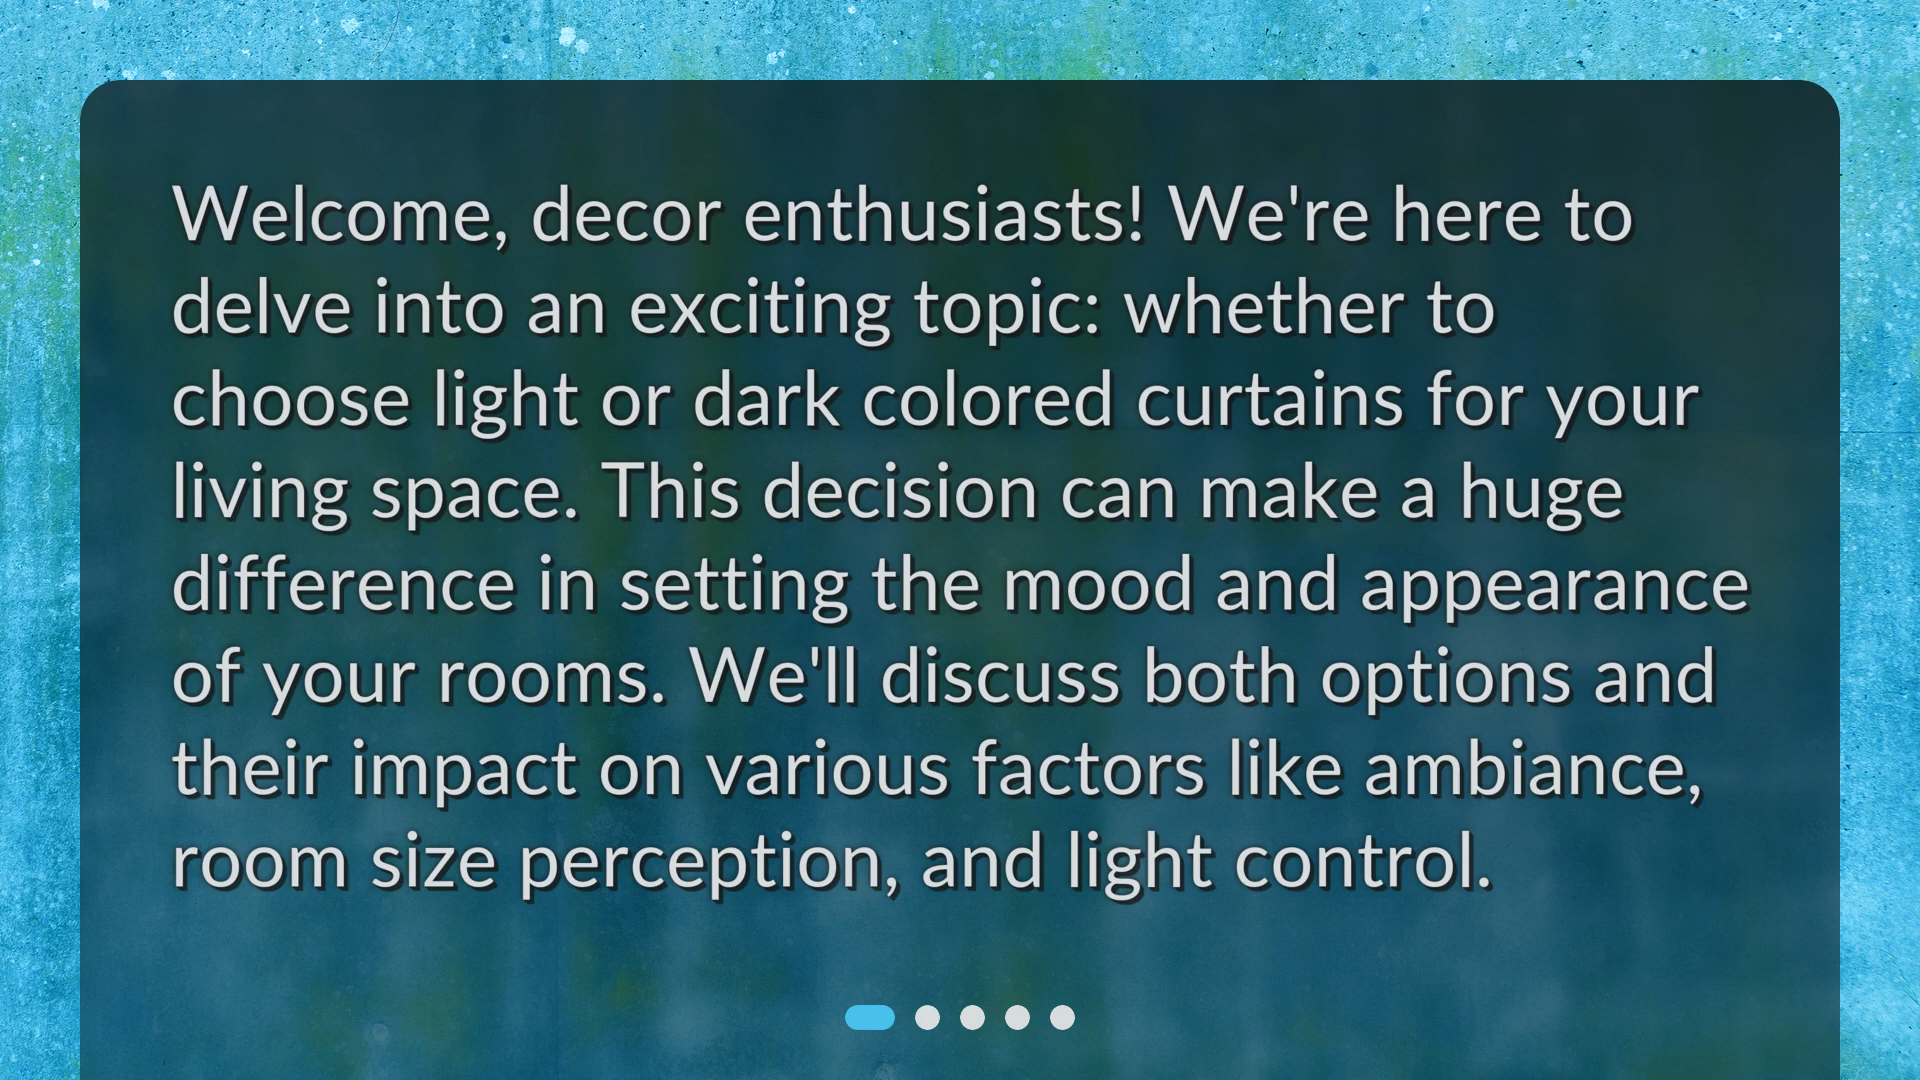 Welcome, decor enthusiasts! We're here to
delve into an exciting topic: whether to
choose light or dark colored curtains for your
living space. This decision can make a huge
difference in setting the mood and appearance
of your rooms. We'll discuss both options and
their impact on various factors like ambiance,
room size perception, and light control.